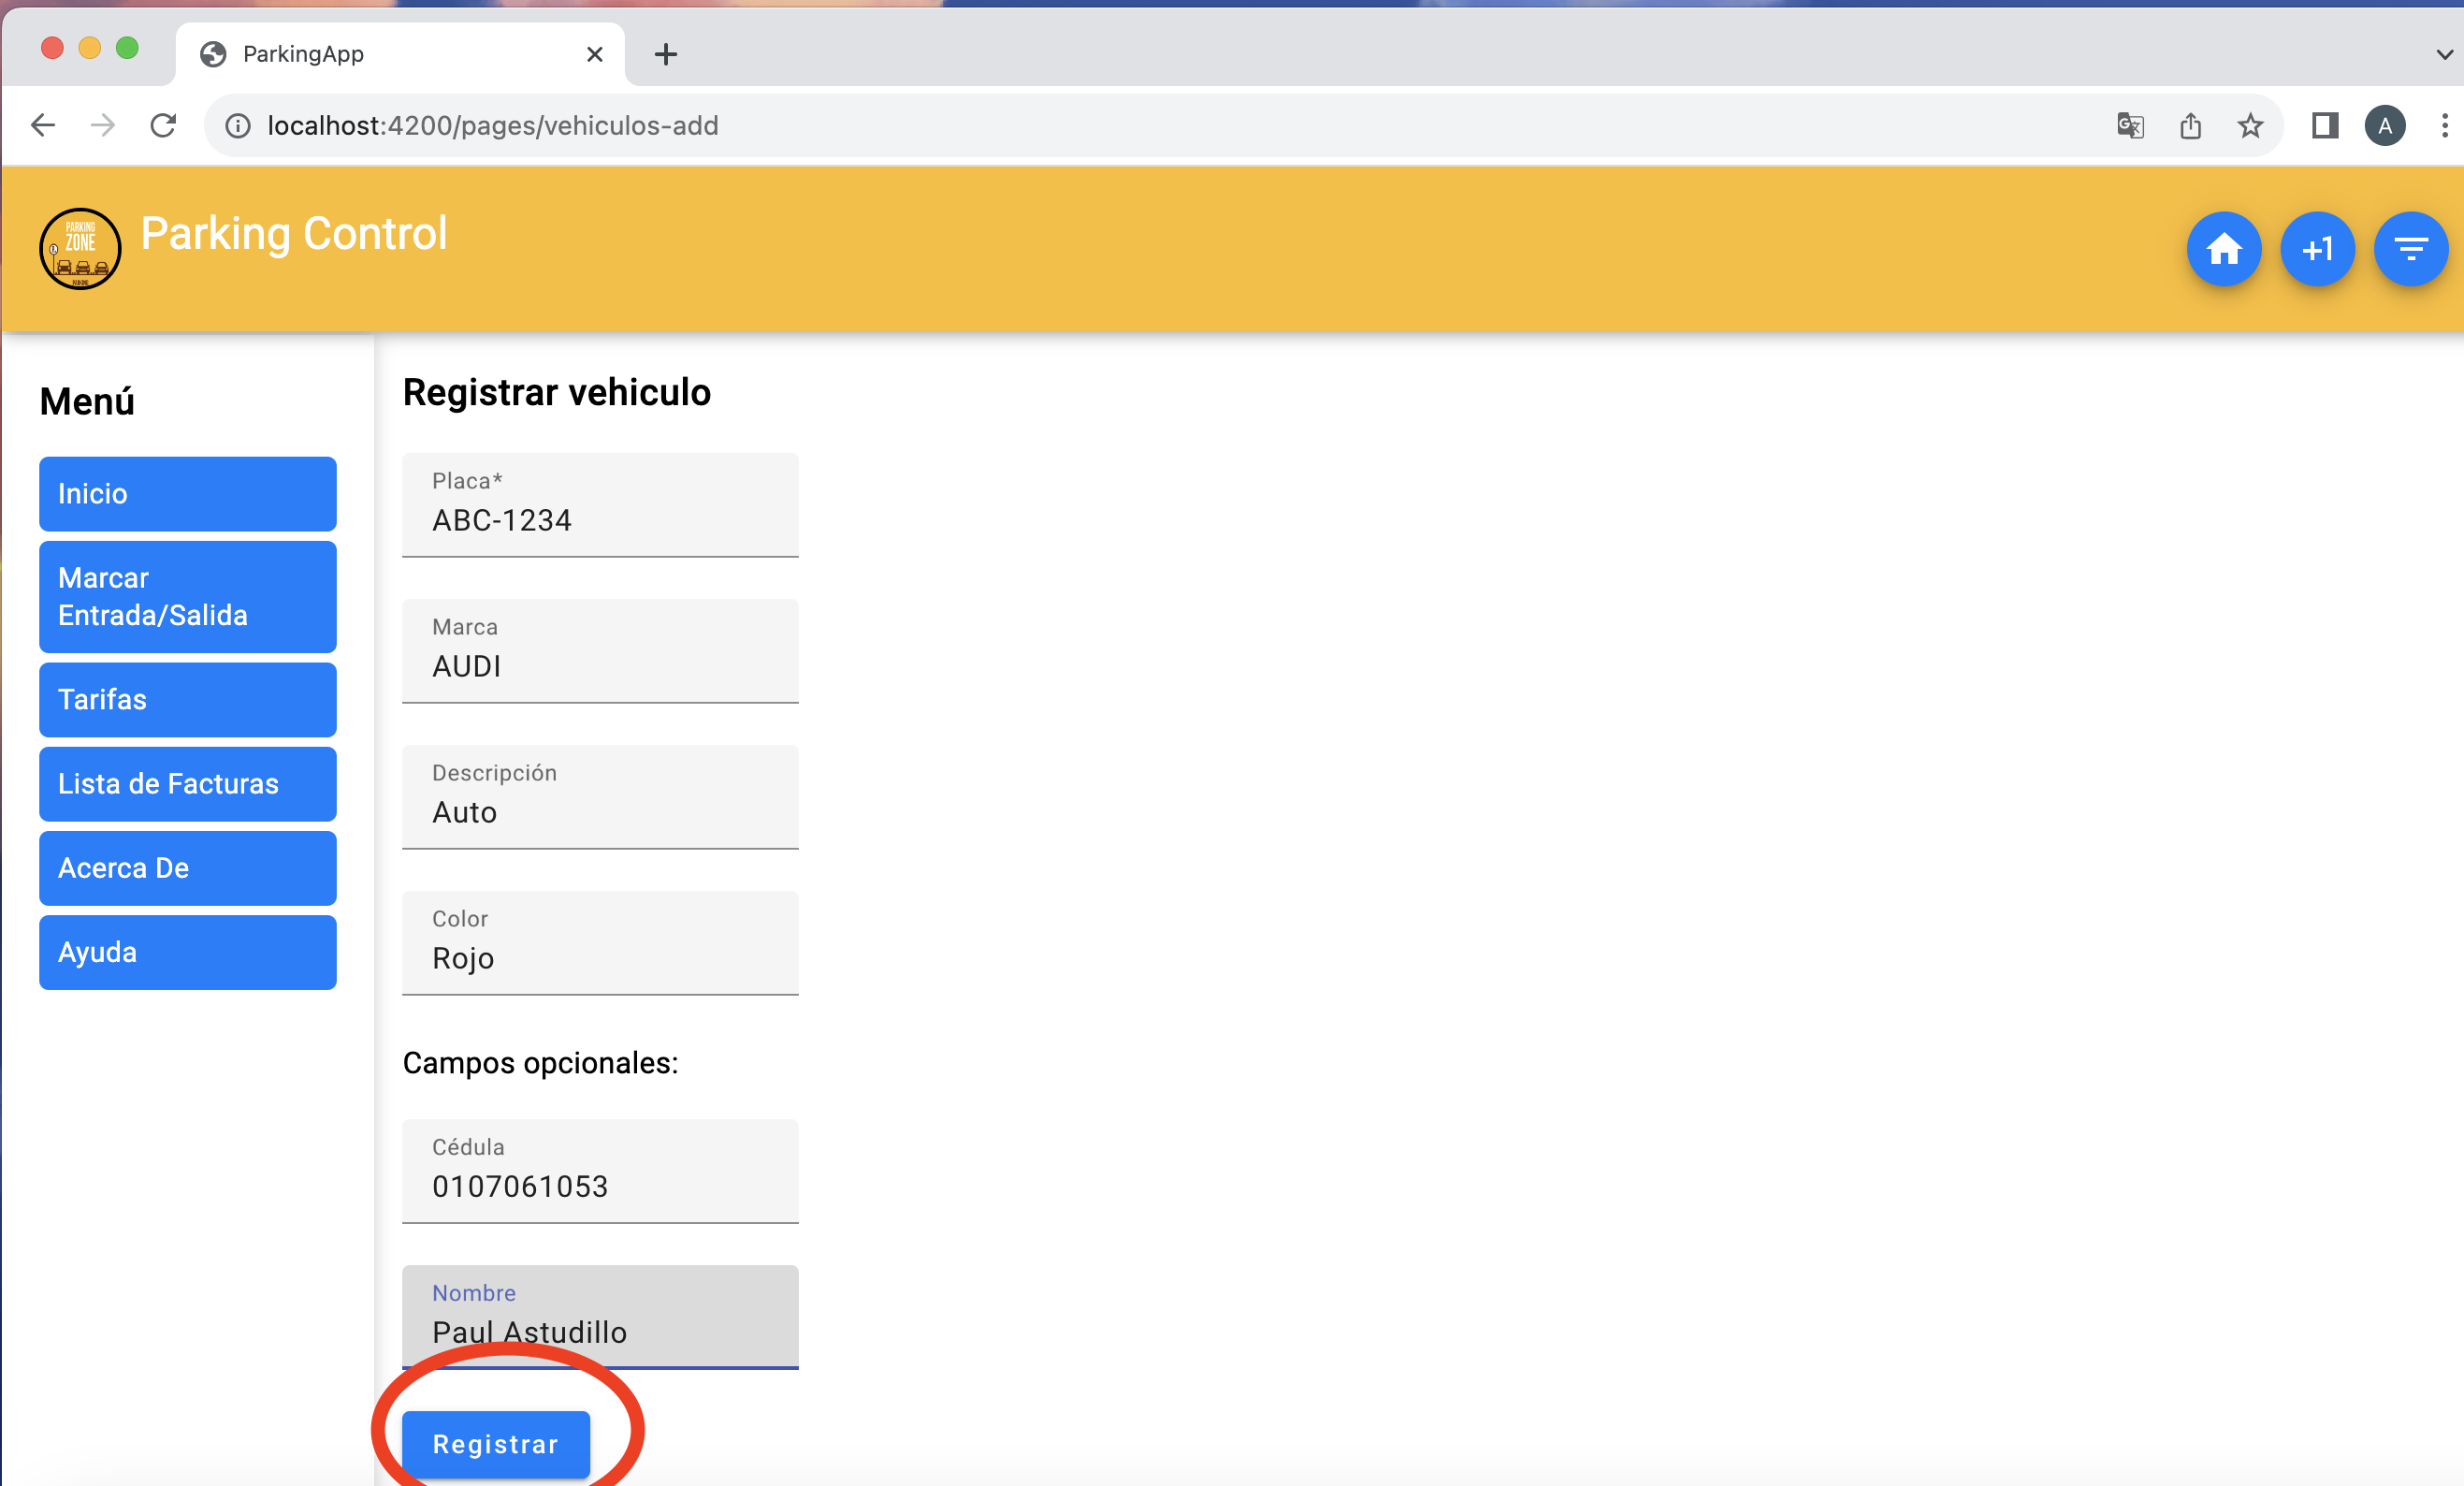 ParkingApp
localhost:4200/pages/vehiculos-add
A
PARKING
ZONE
PARKING
Parking Control
+1
Menú
Inicio
Marcar
Entrada/Salida
Tarifas
Lista de Facturas
Acerca De
Ayuda
Registrar vehiculo
Placa*
ABC-1234
Marca
AUDI
Descripción
Auto
Color
Rojo
Campos opcionales:
Cédula
0107061053
Nombre
Paul Astudillo
Registrar